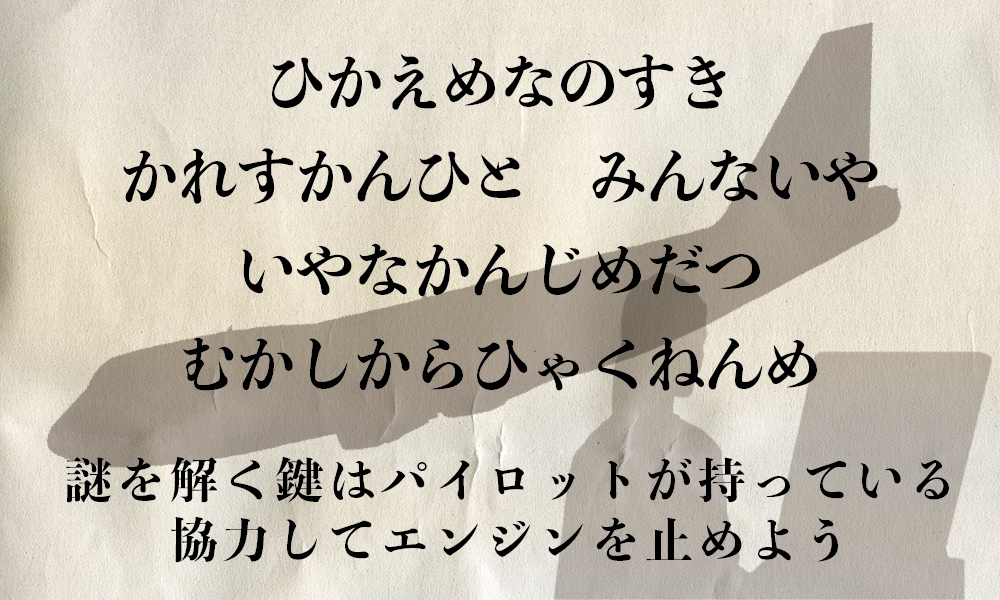 ひかえめなのすき
かれすかんひと　みんないや
いやなかんじめだつ
むかしからひゃくねんめ
謎を解く鍵はパイロットが持っている
協力してエンジンを止めよう